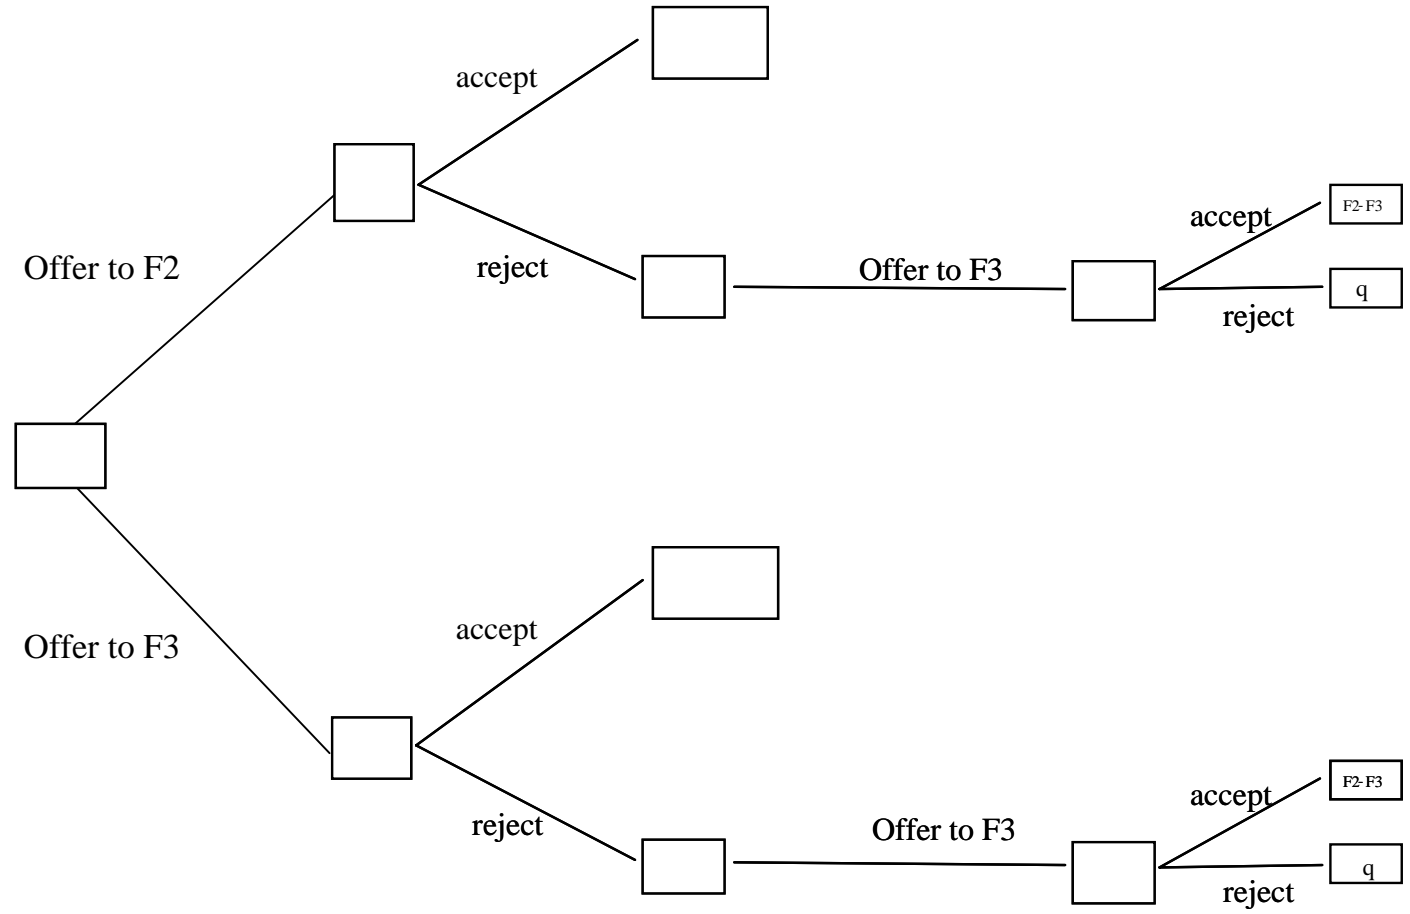 accept
F2-F3
accept
Offer to F2
reject
Offer to F3
q
reject
accept
Offer to F3
F2-F3
accept
reject
Offer to F3
q
reject